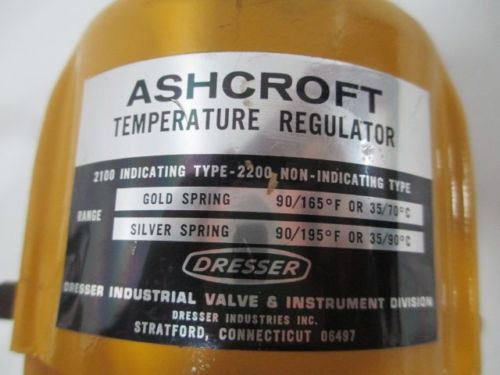 ASHCROFT
TEMPERATURE REGULATOR
2100 INDICATING TYPE-2200 NON-INDICATING TYPE
RANGE
GOLD SPRING 90/165°F OR 35/70°C
SILVER SPRING 90/195°F OR 35/90°C
DRESSER
DRESSER INDUSTRIAL VALVE & INSTRUMENT DIVISION
DRESSER INDUSTRIES INC.
STRATFORD, CONNECTICUT 06497